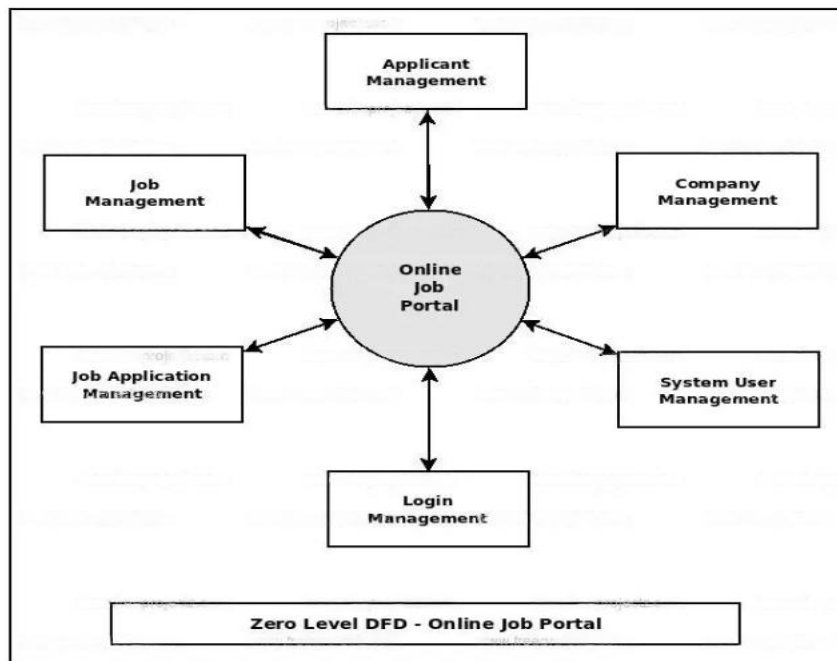 Applicant
Management
Job
Management
Company
Management
Online
Job
Portal
Job Application
Management
System User
Management
Login
Management
Zero Level DFD - Online Job Portal